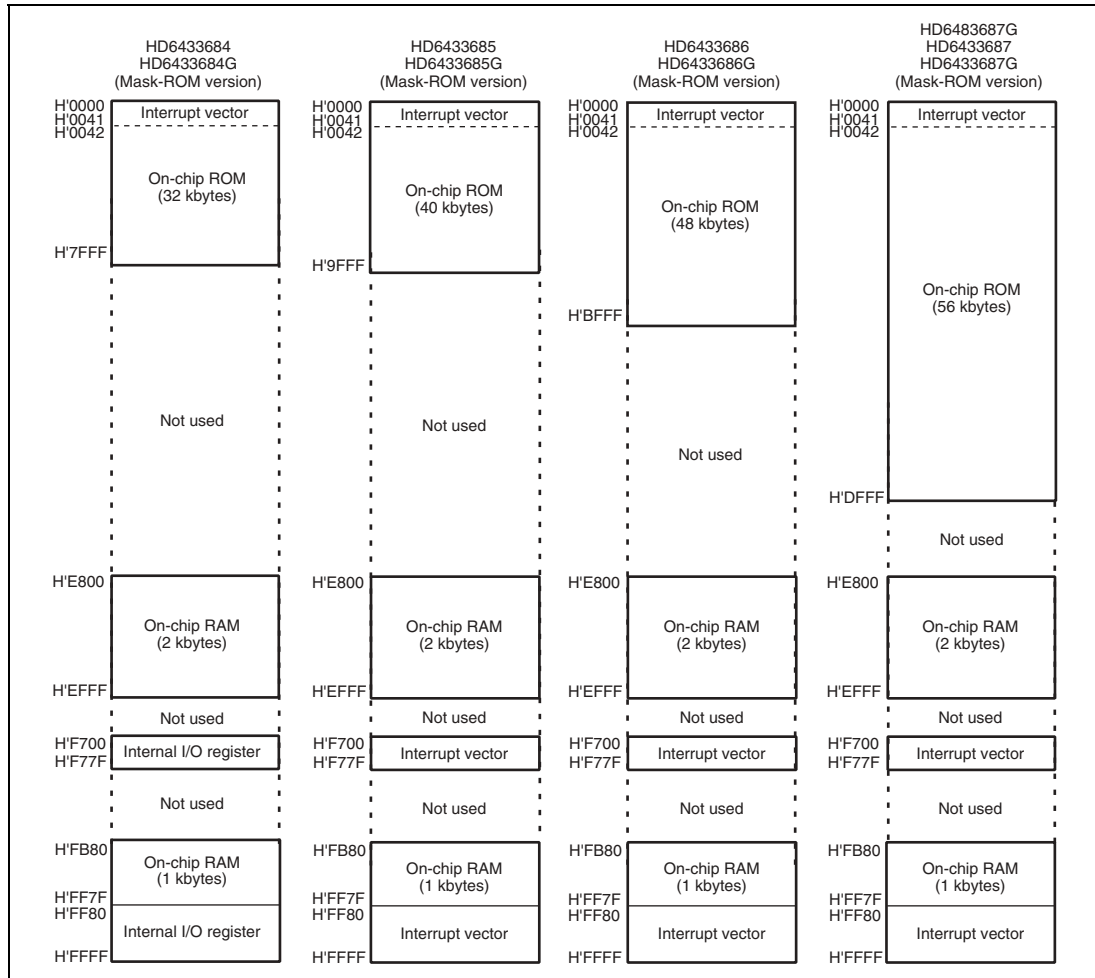 HD6433684
HD6433684G
(Mask-ROM version)
H'0000
H'0041
H'0042
Interrupt vector
On-chip ROM
(32 kbytes)
H'7FFF
Not used
H'E800
On-chip RAM
(2 kbytes)
H'EFFF
Not used
H'F700
H'F77F
Internal I/O register
Not used
H'FB80
On-chip RAM
(1 kbytes)
H'FF7F
H'FF80
Internal I/O register
H'FFFF
HD6433685
HD6433685G
(Mask-ROM version)
H'0000
H'0041
H'0042
Interrupt vector
On-chip ROM
(40 kbytes)
H'9FFF
Not used
H'E800
On-chip RAM
(2 kbytes)
H'EFFF
Not used
H'F700
H'F77F
Interrupt vector
Not used
H'FB80
On-chip RAM
(1 kbytes)
H'FF7F
H'FF80
Interrupt vector
H'FFFF
HD6433686
HD6433686G
(Mask-ROM version)
H'0000
H'0041
H'0042
Interrupt vector
On-chip ROM
(48 kbytes)
H'BFFF
Not used
H'E800
On-chip RAM
(2 kbytes)
H'EFFF
Not used
H'F700
H'F77F
Interrupt vector
Not used
H'FB80
On-chip RAM
(1 kbytes)
H'FF7F
H'FF80
Interrupt vector
H'FFFF
HD6483687G
HD6433687
HD6433687G
(Mask-ROM version)
H'0000
H'0041
H'0042
Interrupt vector
On-chip ROM
(56 kbytes)
H'DFFF
Not used
H'E800
On-chip RAM
(2 kbytes)
H'EFFF
Not used
H'F700
H'F77F
Interrupt vector
Not used
H'FB80
On-chip RAM
(1 kbytes)
H'FF7F
H'FF80
Interrupt vector
H'FFFF